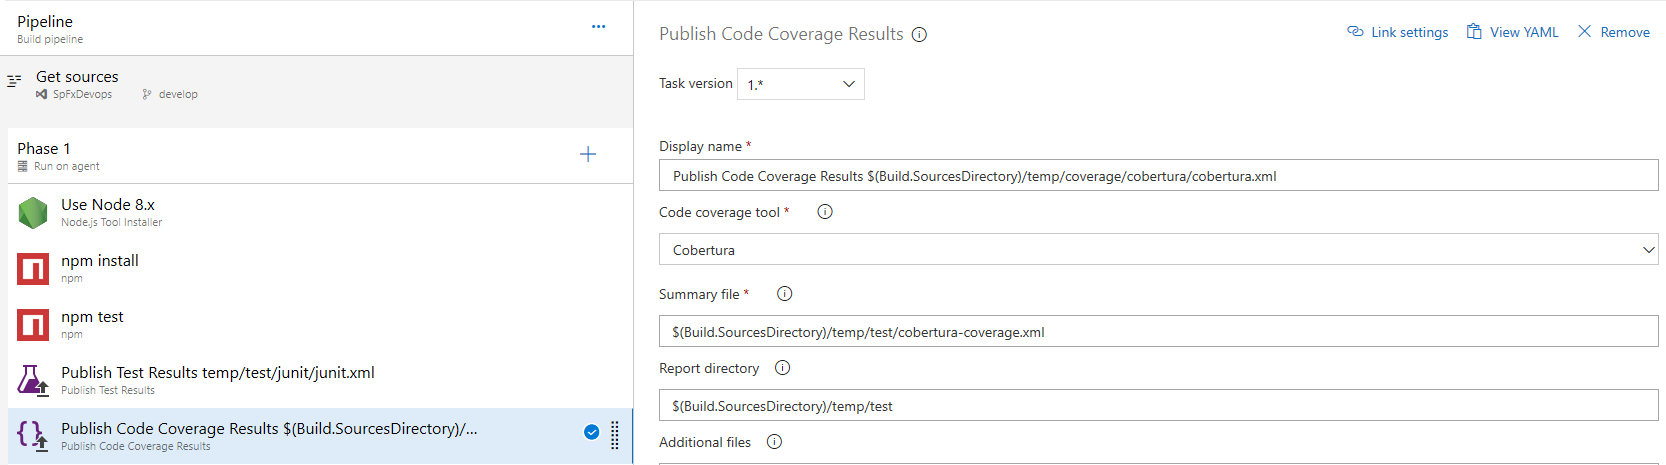 Pipeline
Build pipeline
Get sources
SpFxDevops develop
Phase 1
Run on agent
Use Node 8.x
Node.js Tool Installer
npm install
npm
npm test
npm
Publish Test Results temp/test/junit/junit.xml
Publish Test Results
Publish Code Coverage Results $(Build.SourcesDirectory)/...
Publish Code Coverage Results
Publish Code Coverage Results
Link settings View YAML Remove
Task version 1.*
Display name *
Publish Code Coverage Results $(Build.SourcesDirectory)/temp/coverage/cobertura/cobertura.xml
Code coverage tool *
Cobertura
Summary file *
$(Build.SourcesDirectory)/temp/test/cobertura-coverage.xml
Report directory
$(Build.SourcesDirectory)/temp/test
Additional files